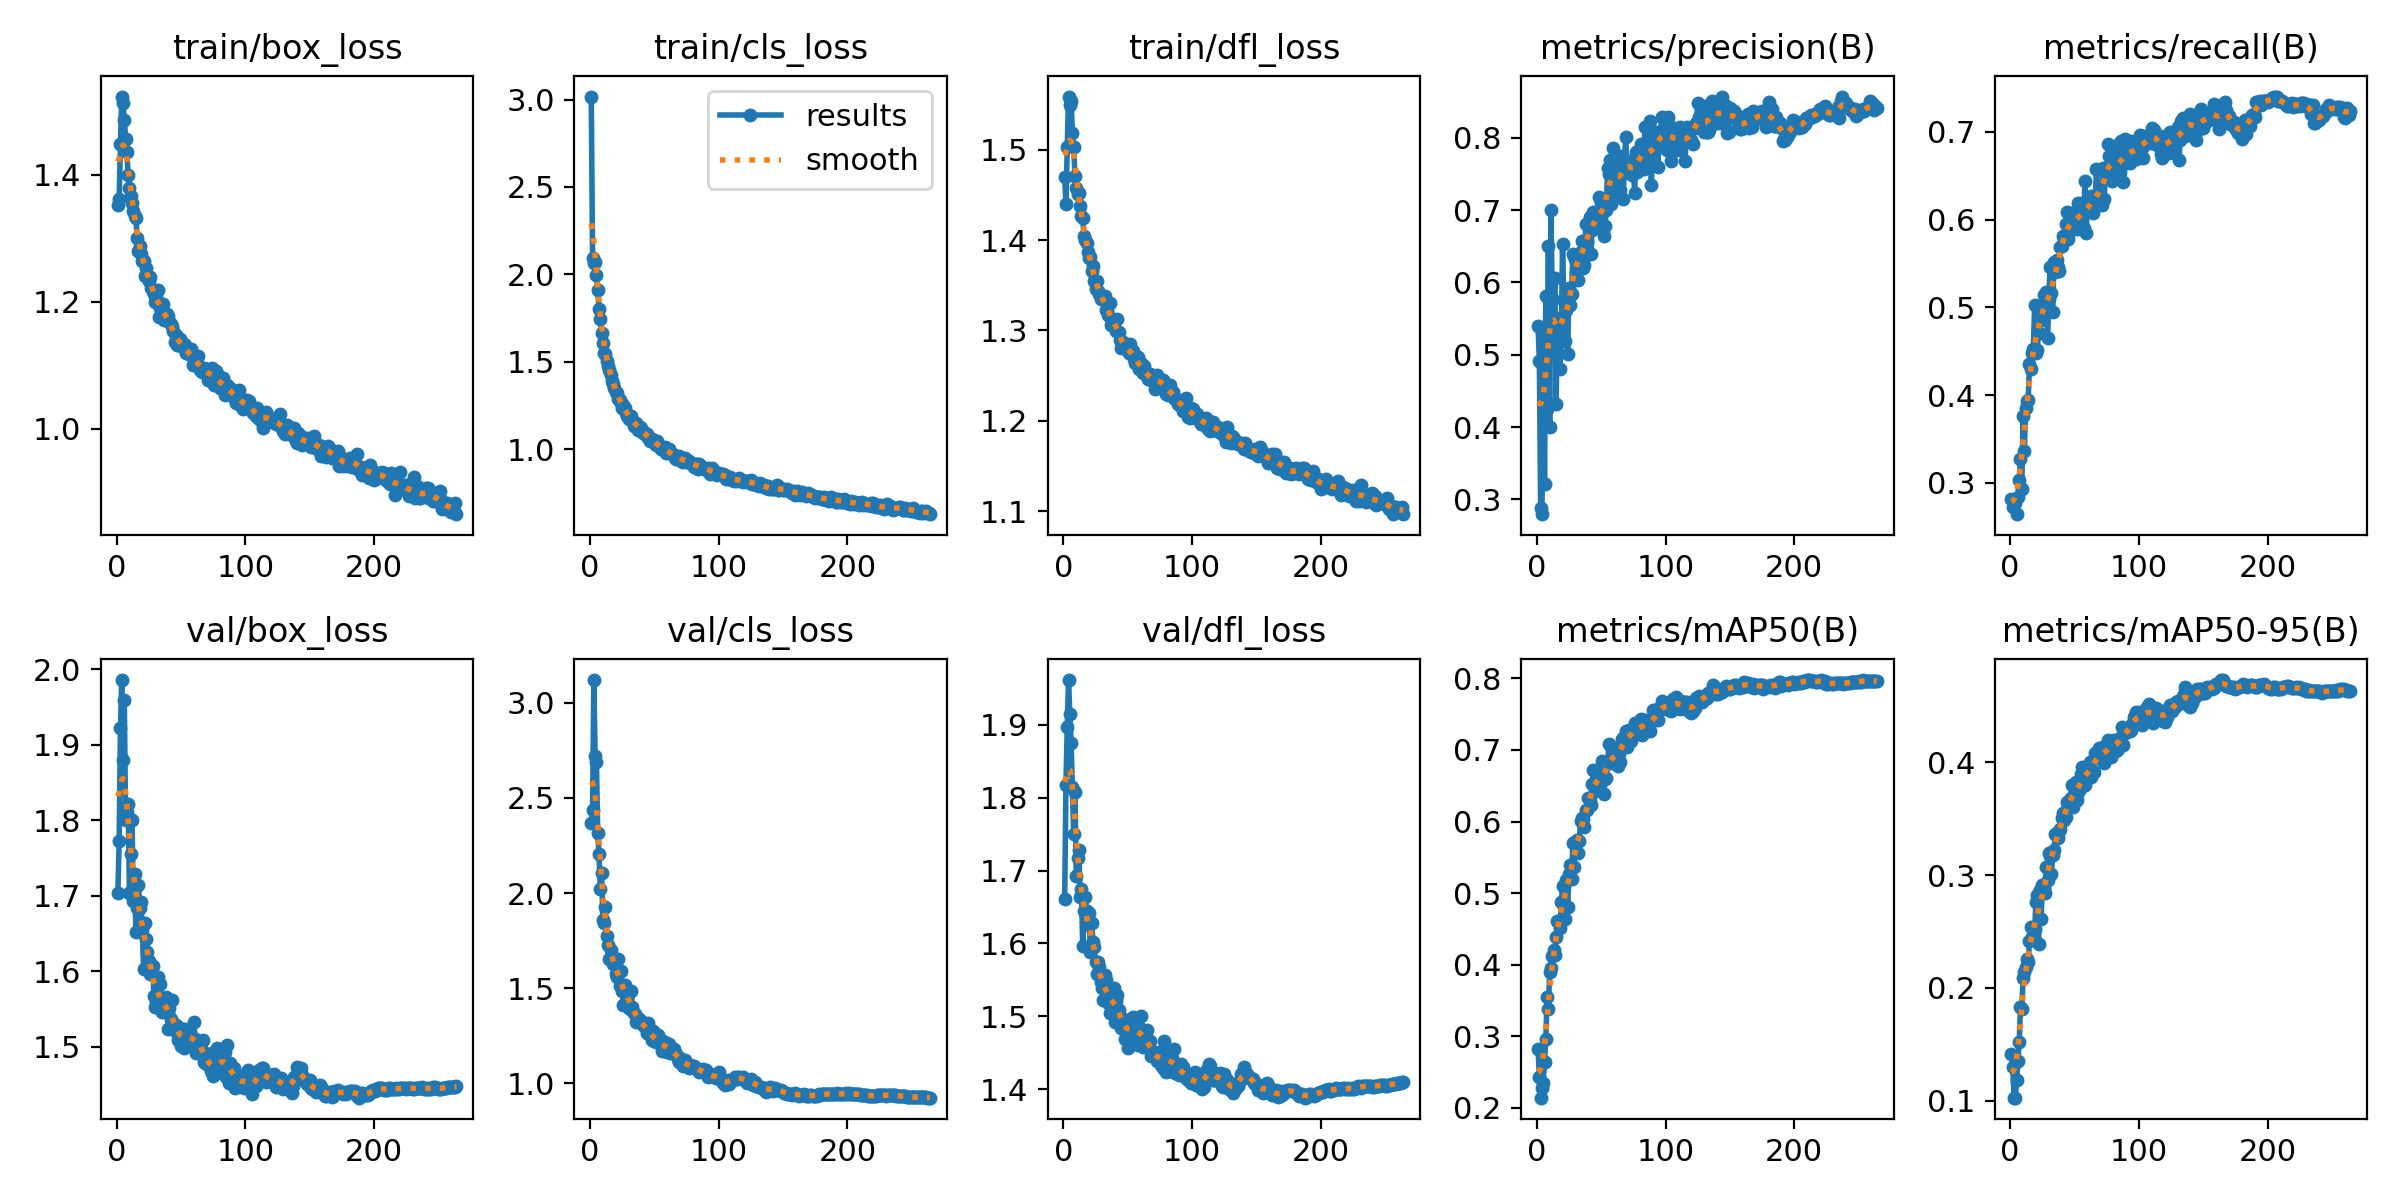 train/box_loss
train/cls_loss
train/dfl_loss
metrics/precision(B)
metrics/recall(B)
results
smooth
1.4
1.2
1.0
0 100 200
3.0
2.5
2.0
1.5
1.0
0 100 200
1.5
1.4
1.3
1.2
1.1
0 100 200
0.8
0.7
0.6
0.5
0.4
0.3
0 100 200
0.7
0.6
0.5
0.4
0.3
0 100 200
val/box_loss
val/cls_loss
val/dfl_loss
metrics/mAP50(B)
metrics/mAP50-95(B)
2.0
1.9
1.8
1.7
1.6
1.5
0 100 200
3.0
2.5
2.0
1.5
1.0
0 100 200
1.9
1.8
1.7
1.6
1.5
1.4
0 100 200
0.8
0.7
0.6
0.5
0.4
0.3
0.2
0 100 200
0.4
0.3
0.2
0.1
0 100 200